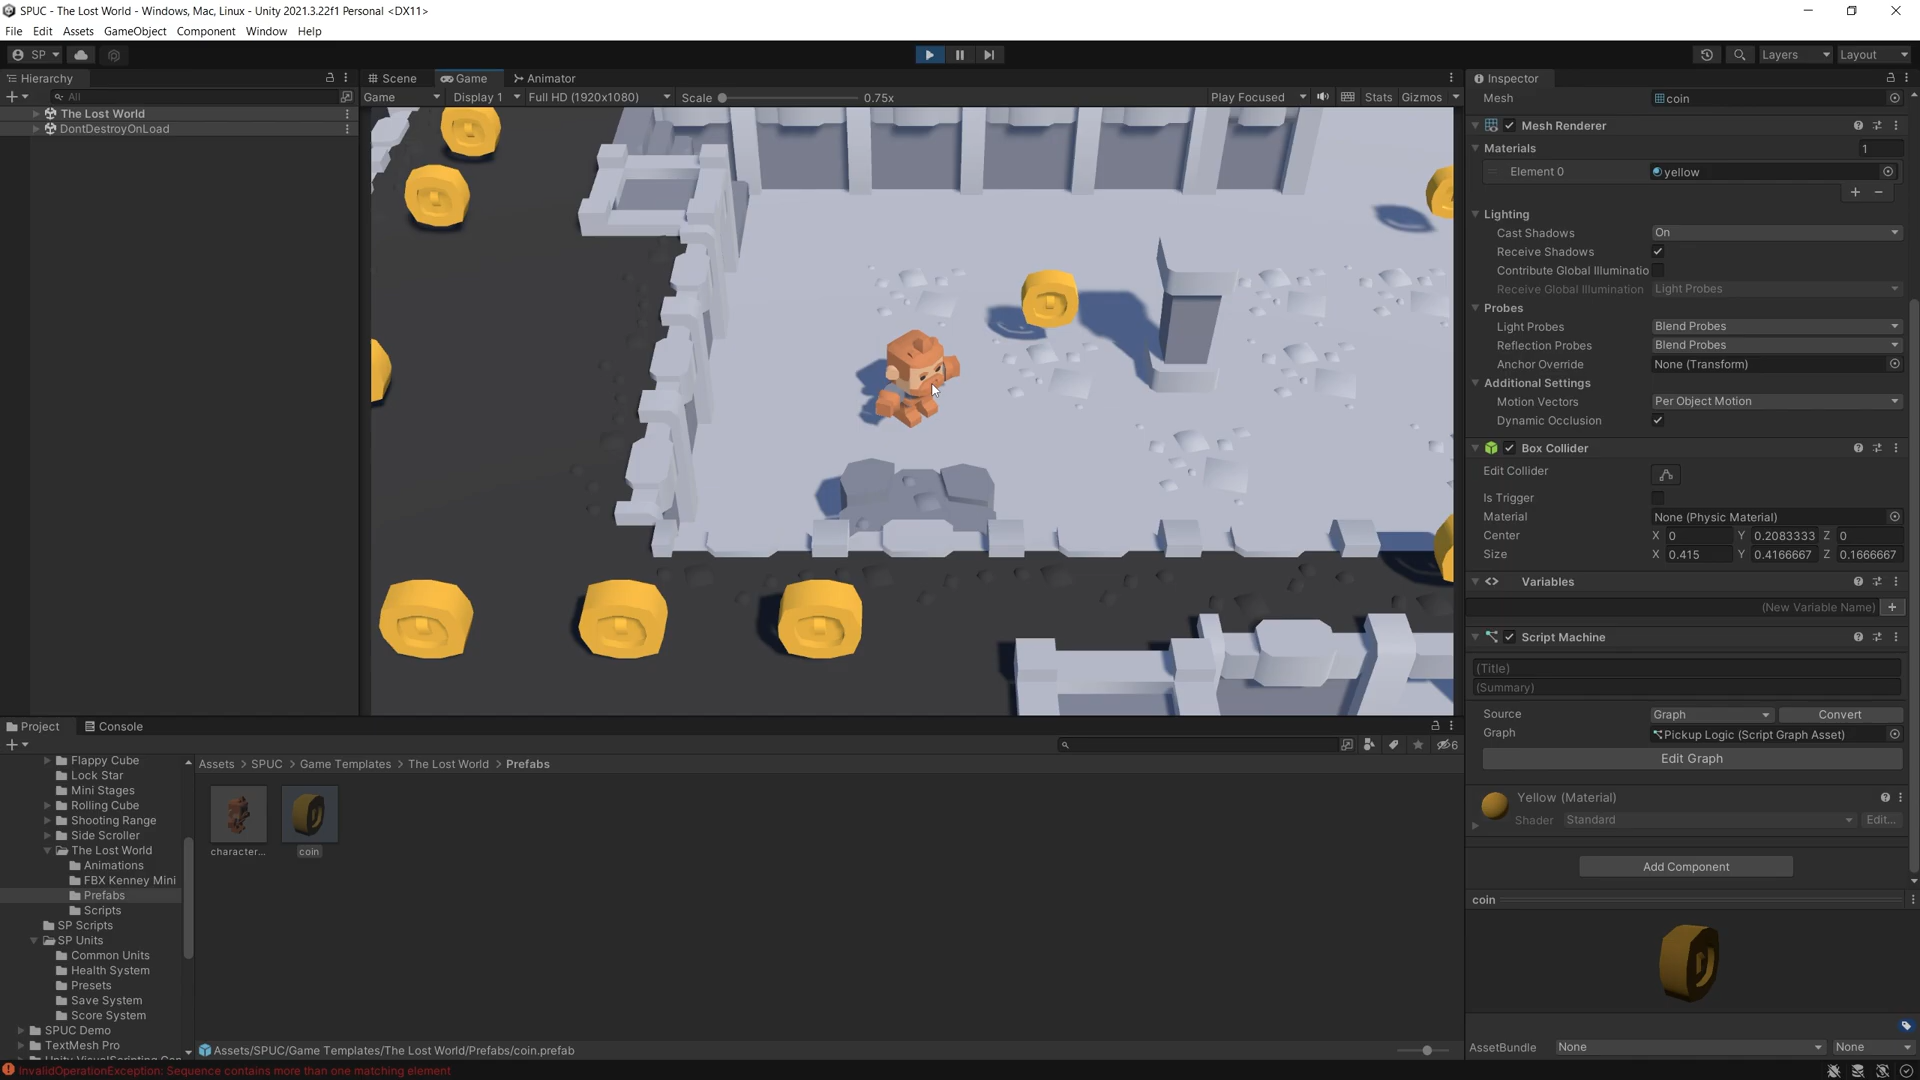 SPUC - The Lost World - Windows, Mac, Linux - Unity 2021.3.22f1 Personal <DX11>
File Edit Assets GameObject Component Window Help
SP Layers Layout
Hierarchy
All
The Lost World
DontDestroyOnLoad
Scene Game Animator
Game Display 1 Full HD (1920x1080) Scale 0.75x Play Focused Stats Gizmos
Inspector
Mesh coin
Mesh Renderer
Materials 1
Element 0 yellow
Lighting
Cast Shadows On
Receive Shadows
Contribute Global Illuminatio
Receive Global Illumination Light Probes
Probes
Light Probes Blend Probes
Reflection Probes Blend Probes
Anchor Override None (Transform)
Additional Settings
Motion Vectors Per Object Motion
Dynamic Occlusion
Box Collider
Edit Collider
Is Trigger
Material None (Physic Material)
Center X 0 Y 0.2083333 Z 0
Size X 0.415 Y 0.4166667 Z 0.1666667
Variables
(New Variable Name)
Script Machine
(Title)
(Summary)
Source Graph Convert
Graph Pickup Logic (Script Graph Asset)
Edit Graph
Yellow (Material)
Shader Standard Edit...
Add Component
coin
AssetBundle None None
Project Console
6
Flappy Cube
Lock Star
Mini Stages
Rolling Cube
Shooting Range
Side Scroller
The Lost World
Animations
FBX Kenney Mini
Prefabs
Scripts
SP Scripts
SP Units
Common Units
Health System
Presets
Save System
Score System
SPUC Demo
TextMesh Pro
Assets > SPUC > Game Templates > The Lost World > Prefabs
character... coin
Assets/SPUC/Game Templates/The Lost World/Prefabs/coin.prefab
InvalidOperationException: Sequence contains more than one matching element